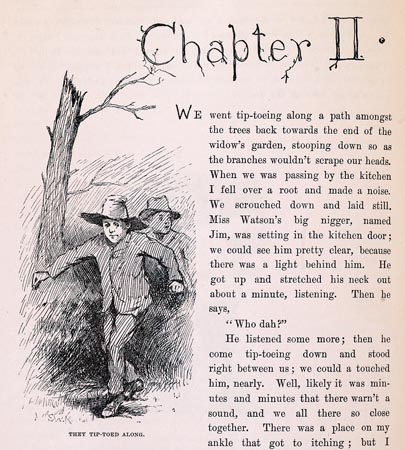 Chapter II.
WE went tip-toeing along a path amongst
the trees back towards the end of the
widow's garden, stooping down so as
the branches wouldn't scrape our heads.
When we was passing by the kitchen
I fell over a root and made a noise.
We scrouched down and laid still.
Miss Watson's big nigger, named
Jim, was setting in the kitchen door;
we could see him pretty clear, because
there was a light behind him. He
got up and stretched his neck out
about a minute, listening. Then he
says,
"Who dah?"
He listened some more; then he
come tip-toeing down and stood
right between us; we could a touched
him, nearly. Well, likely it was min-
utes and minutes that there warn't a
sound, and we all there so close
together. There was a place on my
ankle that got to itching; but I
THEY TIP-TOED ALONG.